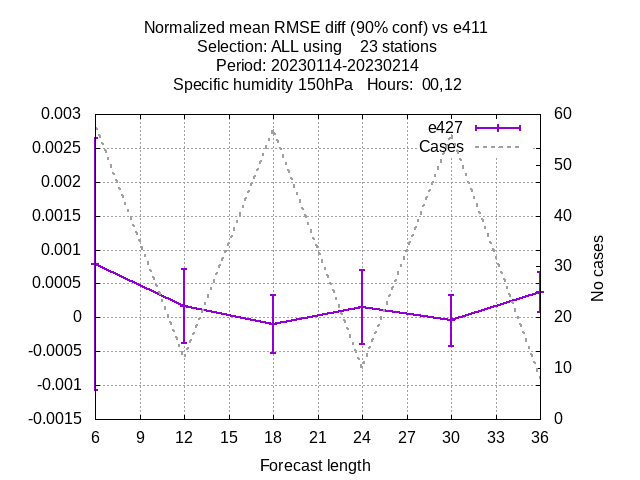 Normalized mean RMSE diff (90% conf) vs e411
Selection: ALL using    23 stations
Period: 20230114-20230214
Specific humidity 150hPa   Hours:  00,12
0.003
0.0025
0.002
0.0015
0.001
0.0005
0
-0.0005
-0.001
-0.0015
e427
Cases
60
50
40
30
20
10
0
No cases
6 9 12 15 18 21 24 27 30 33 36
Forecast length